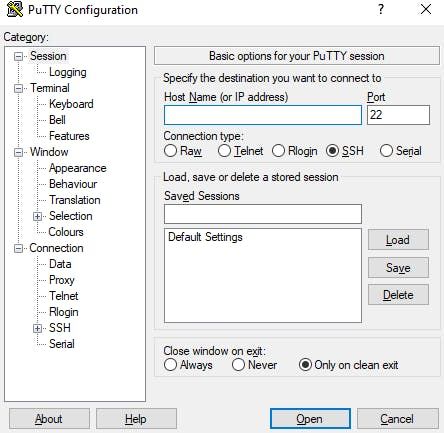 PuTTY Configuration
? ×
Category:
Session
Logging
Terminal
Keyboard
Bell
Features
Window
Appearance
Behaviour
Translation
Selection
Colours
Connection
Data
Proxy
Telnet
Rlogin
SSH
Serial
Basic options for your PuTTY session
Specify the destination you want to connect to
Host Name (or IP address) Port
22
Connection type:
Raw Telnet Rlogin SSH Serial
Load, save or delete a stored session
Saved Sessions
Default Settings
Load
Save
Delete
Close window on exit:
Always Never Only on clean exit
About Help Open Cancel